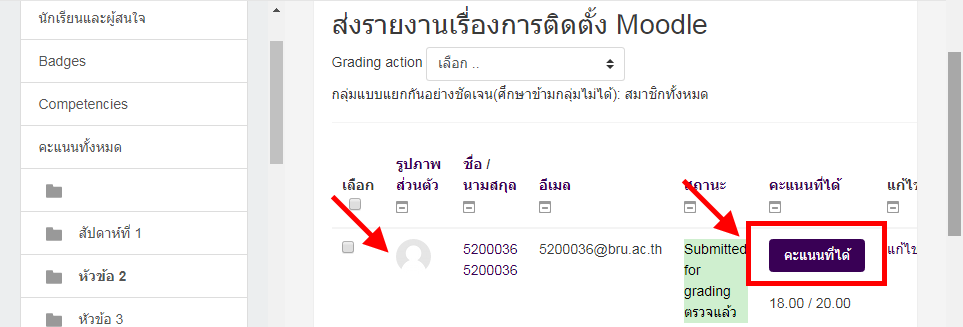 นักเรียนและผู้สนใจ
Badges
Competencies
คะแนนทั้งหมด
สัปดาห์ที่ 1
หัวข้อ 2
หัวข้อ 3
ส่งรายงานเรื่องการติดตั้ง Moodle
Grading action เลือก ..
กลุ่มแบบแยกกันอย่างชัดเจน(ศึกษาข้ามกลุ่มไม่ได้): สมาชิกทั้งหมด
เลือก
รูปภาพ
ส่วนตัว
ชื่อ /
นามสกุล
อีเมล
สถานะ
คะแนนที่ได้
แก้ไข
5200036
5200036
5200036@bru.ac.th
Submitted
for
grading
ตรวจแล้ว
คะแนนที่ได้
18.00 / 20.00
แก้ไข